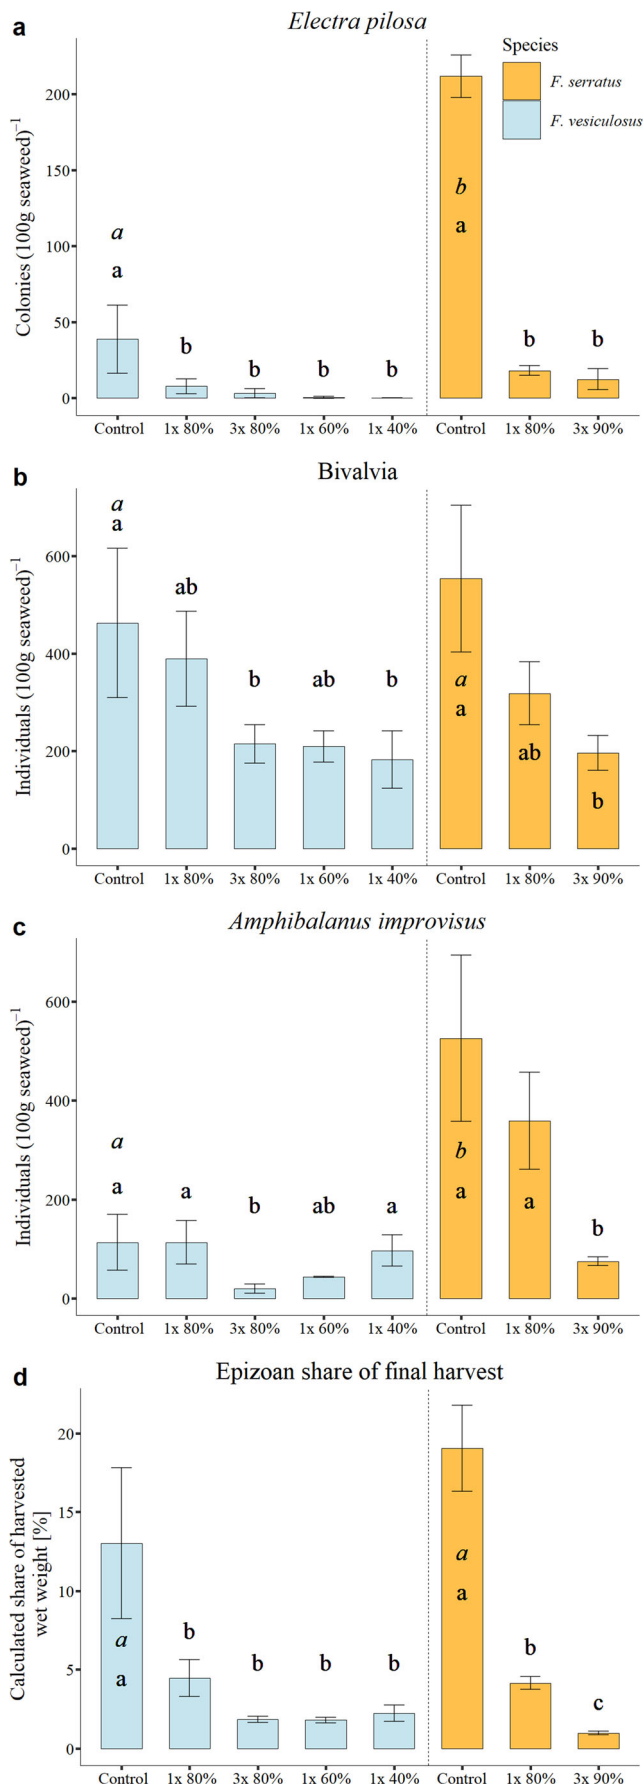 a
Electra pilosa
Species
F. serratus
F. vesiculosus
Colonies (100g seaweed)⁻¹
200
150
100
50
0
a
a
b
b
b
b
b
a
b
b
Control
1x 80%
3x 80%
1x 60%
1x 40%
Control
1x 80%
3x 90%
b
Bivalvia
Individuals (100g seaweed)⁻¹
600
400
200
0
a
a
ab
b
ab
b
a
a
ab
b
Control
1x 80%
3x 80%
1x 60%
1x 40%
Control
1x 80%
3x 90%
c
Amphibalanus improvisus
Individuals (100g seaweed)⁻¹
600
400
200
0
a
a
a
b
ab
a
b
a
a
b
Control
1x 80%
3x 80%
1x 60%
1x 40%
Control
1x 80%
3x 90%
d
Epizoan share of final harvest
Calculated share of harvested
wet weight [%]
20
15
10
5
0
a
a
b
b
b
b
a
a
b
c
Control
1x 80%
3x 80%
1x 60%
1x 40%
Control
1x 80%
3x 90%